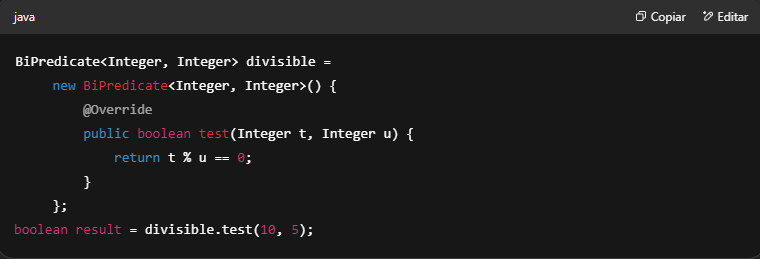 java Copiar Editar
BiPredicate<Integer, Integer> divisible =
new BiPredicate<Integer, Integer>() {
@Override
public boolean test(Integer t, Integer u) {
return t % u == 0;
}
};
boolean result = divisible.test(10, 5);